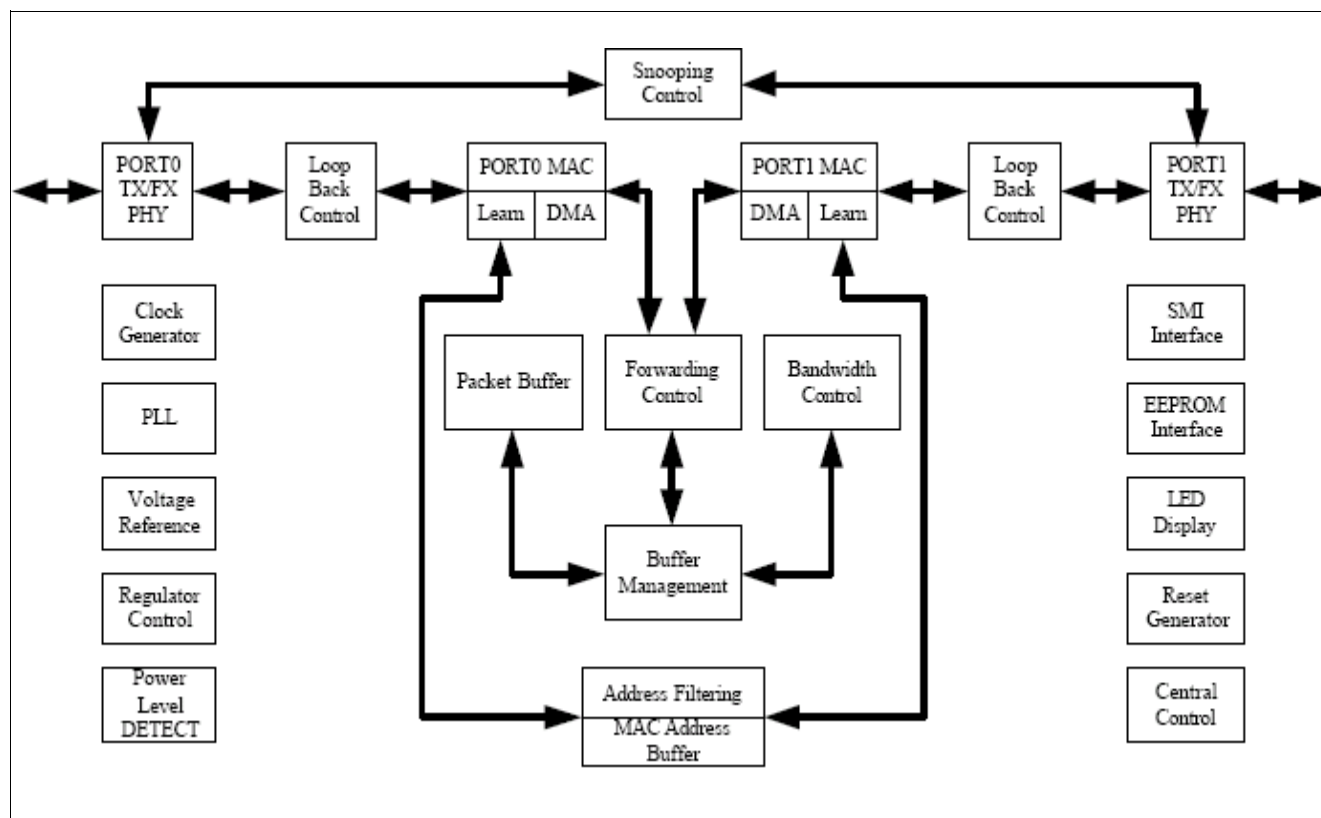 Snooping
Control
PORT0
TX/FX
PHY
Loop
Back
Control
PORT0 MAC
Learn
DMA
PORT1 MAC
DMA
Learn
Loop
Back
Control
PORT1
TX/FX
PHY
Clock
Generator
PLL
Voltage
Reference
Regulator
Control
Power
Level
DETECT
Packet Buffer
Forwarding
Control
Bandwidth
Control
Buffer
Management
Address Filtering
MAC Address
Buffer
SMI
Interface
EEPROM
Interface
LED
Display
Reset
Generator
Central
Control